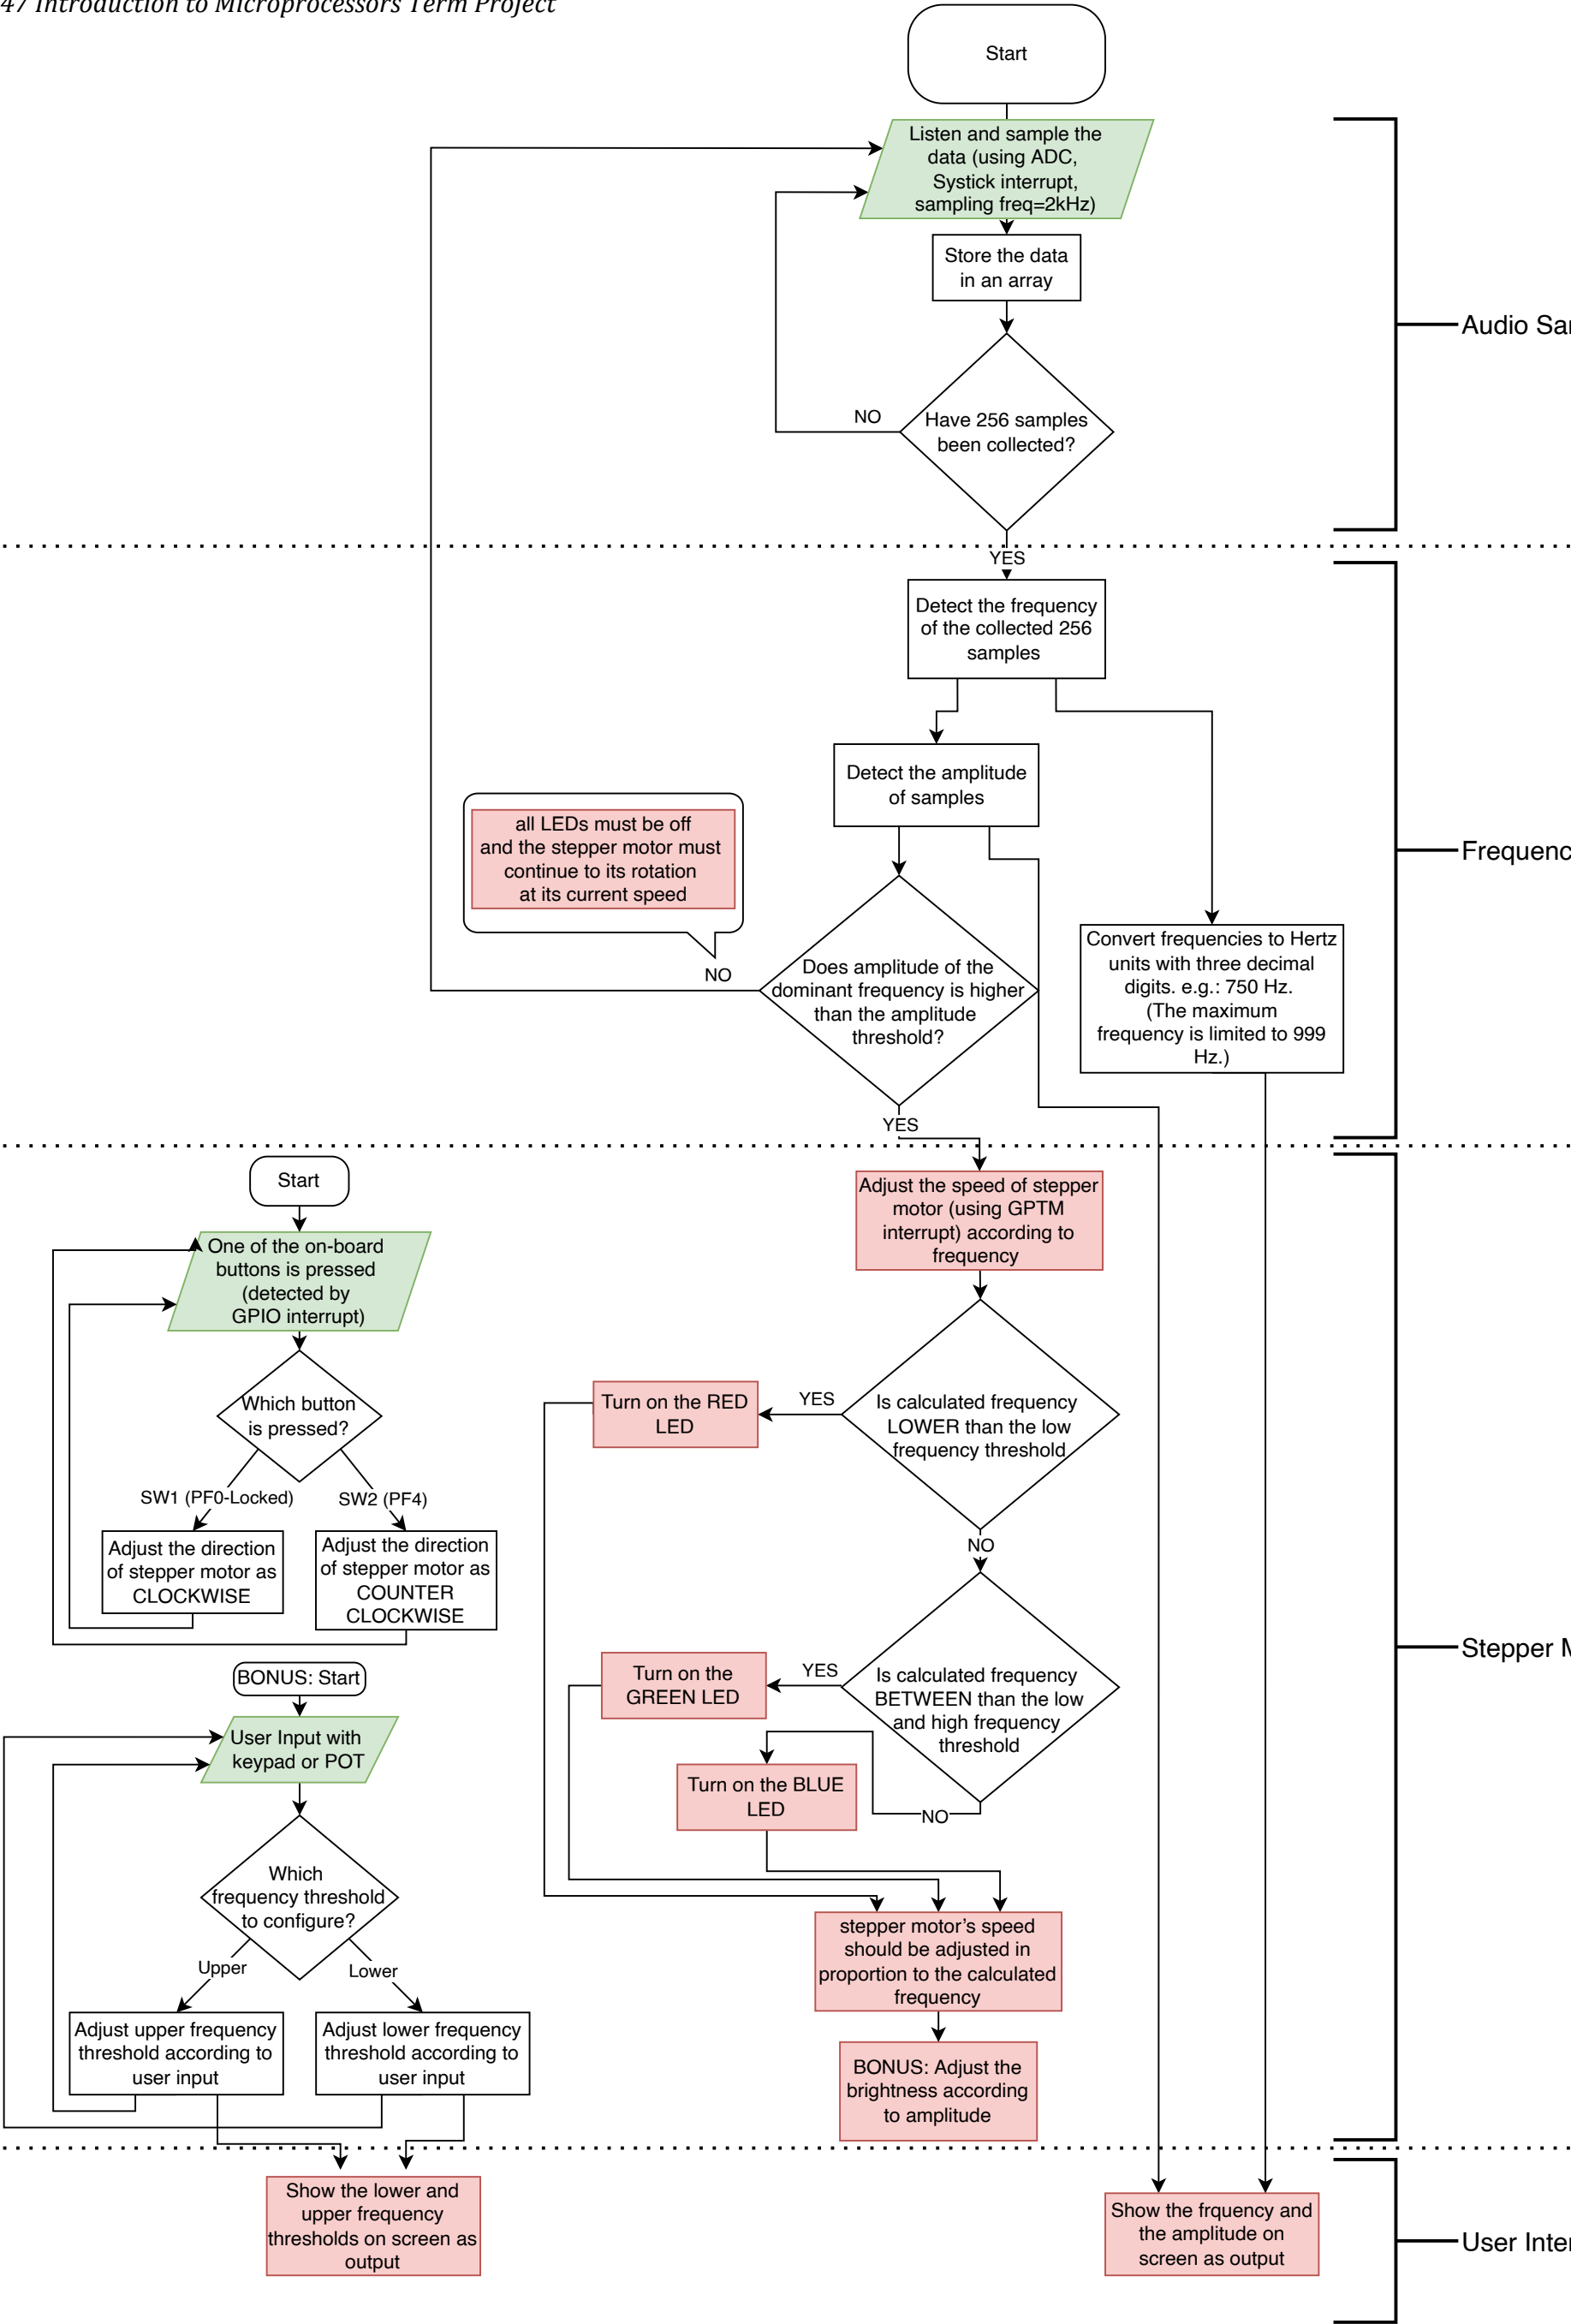 47 Introduction to Microprocessors Term Project
Start
Listen and sample the
data (using ADC,
Systick interrupt,
sampling freq=2kHz)
Store the data
in an array
Audio Sa
NO
Have 256 samples
been collected?
YES
Detect the frequency
of the collected 256
samples
Detect the amplitude
of samples
all LEDs must be off
and the stepper motor must
continue to its rotation
at its current speed
Frequenc
NO
Does amplitude of the
dominant frequency is higher
than the amplitude
threshold?
Convert frequencies to Hertz
units with three decimal
digits. e.g.: 750 Hz.
(The maximum
frequency is limited to 999
Hz.)
YES
Start
One of the on-board
buttons is pressed
(detected by
GPIO interrupt)
Which button
is pressed?
SW1 (PF0-Locked)
SW2 (PF4)
Adjust the direction
of stepper motor as
CLOCKWISE
Adjust the direction
of stepper motor as
COUNTER
CLOCKWISE
Adjust the speed of stepper
motor (using GPTM
interrupt) according to
frequency
Turn on the RED
LED
YES
Is calculated frequency
LOWER than the low
frequency threshold
NO
Turn on the
GREEN LED
YES
Is calculated frequency
BETWEEN than the low
and high frequency
threshold
Turn on the BLUE
LED
NO
Stepper M
BONUS: Start
User Input with
keypad or POT
Which
frequency threshold
to configure?
Upper
Lower
Adjust upper frequency
threshold according to
user input
Adjust lower frequency
threshold according to
user input
stepper motor’s speed
should be adjusted in
proportion to the calculated
frequency
BONUS: Adjust the
brightness according
to amplitude
Show the lower and
upper frequency
thresholds on screen as
output
Show the frquency and
the amplitude on
screen as output
User Inte